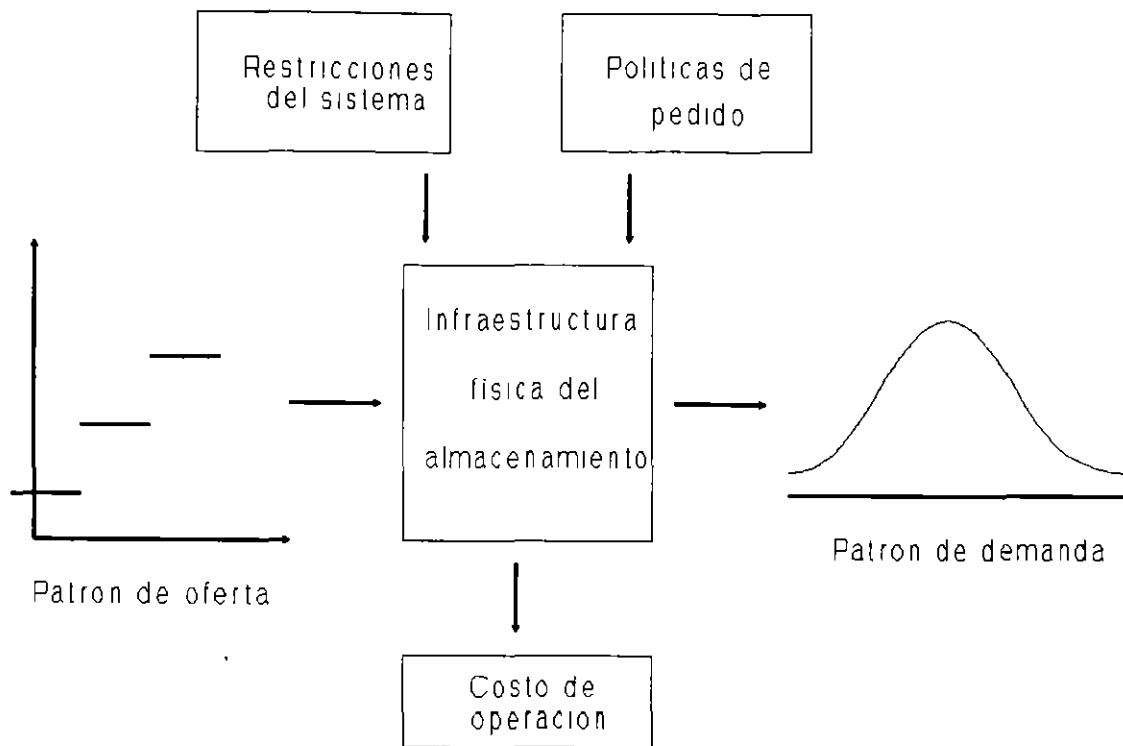 Restricciones
del sistema
Politicas de
pedido
Infraestructura
fisica del
almacenamiento
Patron de oferta
Patron de demanda
Costo de
operacion